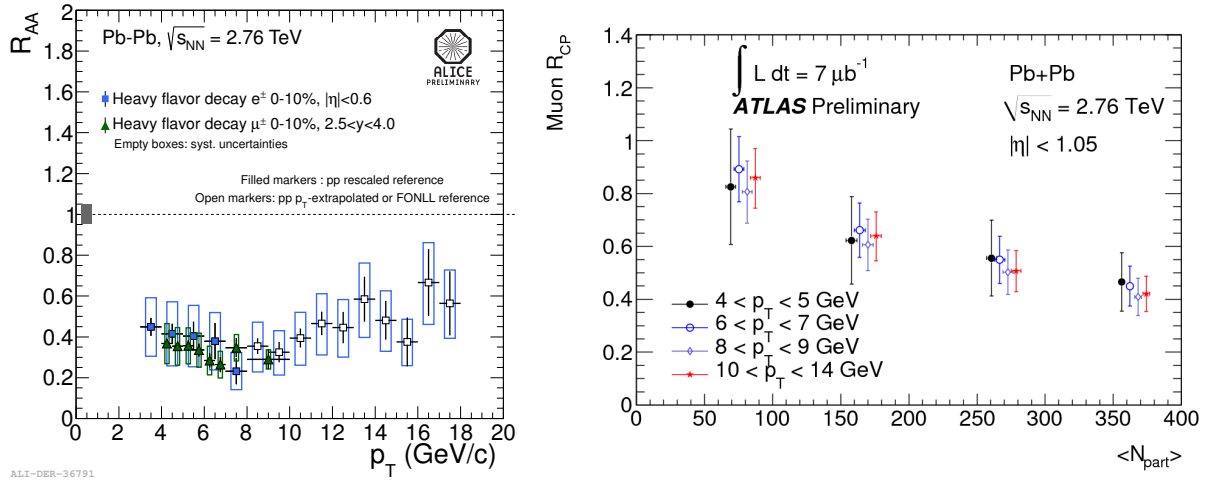 R_AA
2
1.8
1.6
1.4
1.2
1
0.8
0.6
0.4
0.2
0
Pb-Pb, √s_NN = 2.76 TeV
ALICE
PRELIMINARY
Heavy flavor decay e± 0-10%, |η|<0.6
Heavy flavor decay μ± 0-10%, 2.5<y<4.0
Empty boxes: syst. uncertainties
Filled markers : pp rescaled reference
Open markers: pp p_T-extrapolated or FONLL reference
0 2 4 6 8 10 12 14 16 18 20
p_T (GeV/c)
ALI-DER-36791
Muon R_CP
1.4
1.2
1
0.8
0.6
0.4
0.2
0
∫ L dt = 7 μb⁻¹
ATLAS Preliminary
Pb+Pb
√s_NN = 2.76 TeV
|η| < 1.05
4 < p_T < 5 GeV
6 < p_T < 7 GeV
8 < p_T < 9 GeV
10 < p_T < 14 GeV
0 50 100 150 200 250 300 350 400
<N_part>